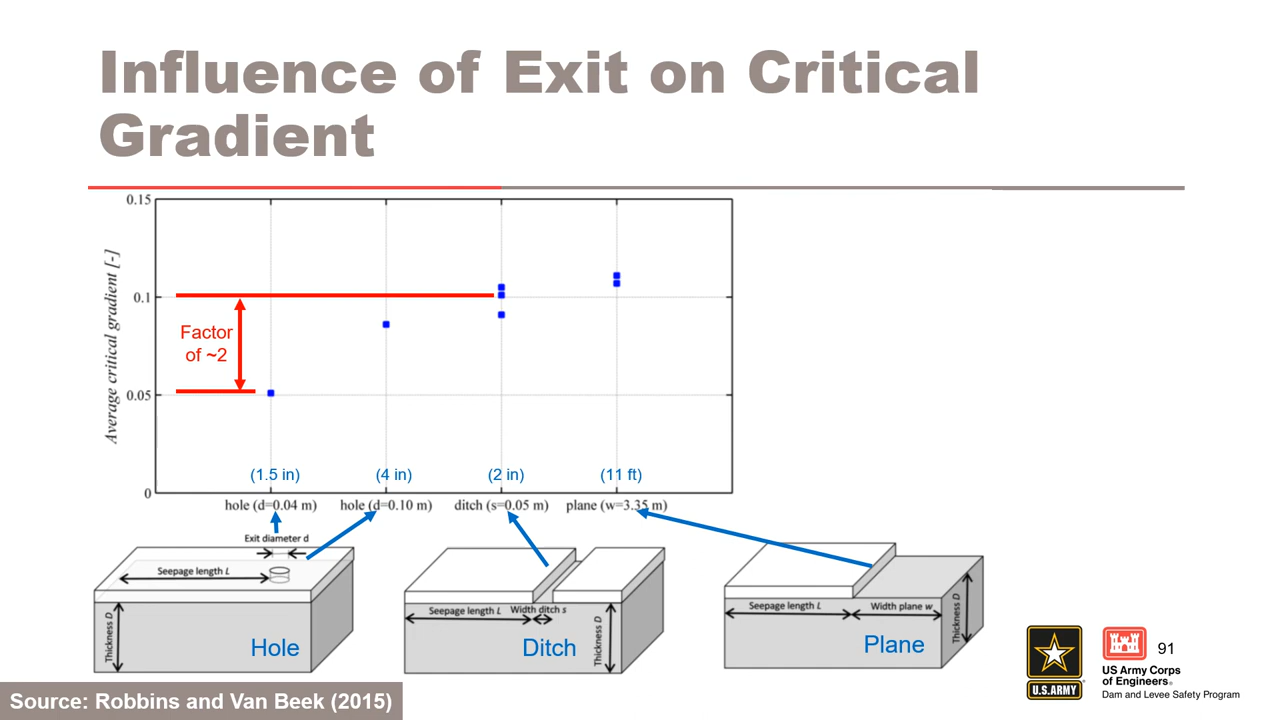 Influence of Exit on Critical
Gradient
0.15
0.1
0.05
0
Average critical gradient [-]
Factor
of ~2
(1.5 in)
(4 in)
(2 in)
(11 ft)
hole (d=0.04 m)
hole (d=0.10 m)
ditch (s=0.05 m)
plane (w=3.35 m)
Exit diameter d
Seepage length L
Thickness D
Hole
Seepage length L
Width ditch s
Thickness D
Ditch
Seepage length L
Width plane w
Thickness D
Plane
U.S.ARMY
91
US Army Corps
of Engineers®
Dam and Levee Safety Program
Source: Robbins and Van Beek (2015)